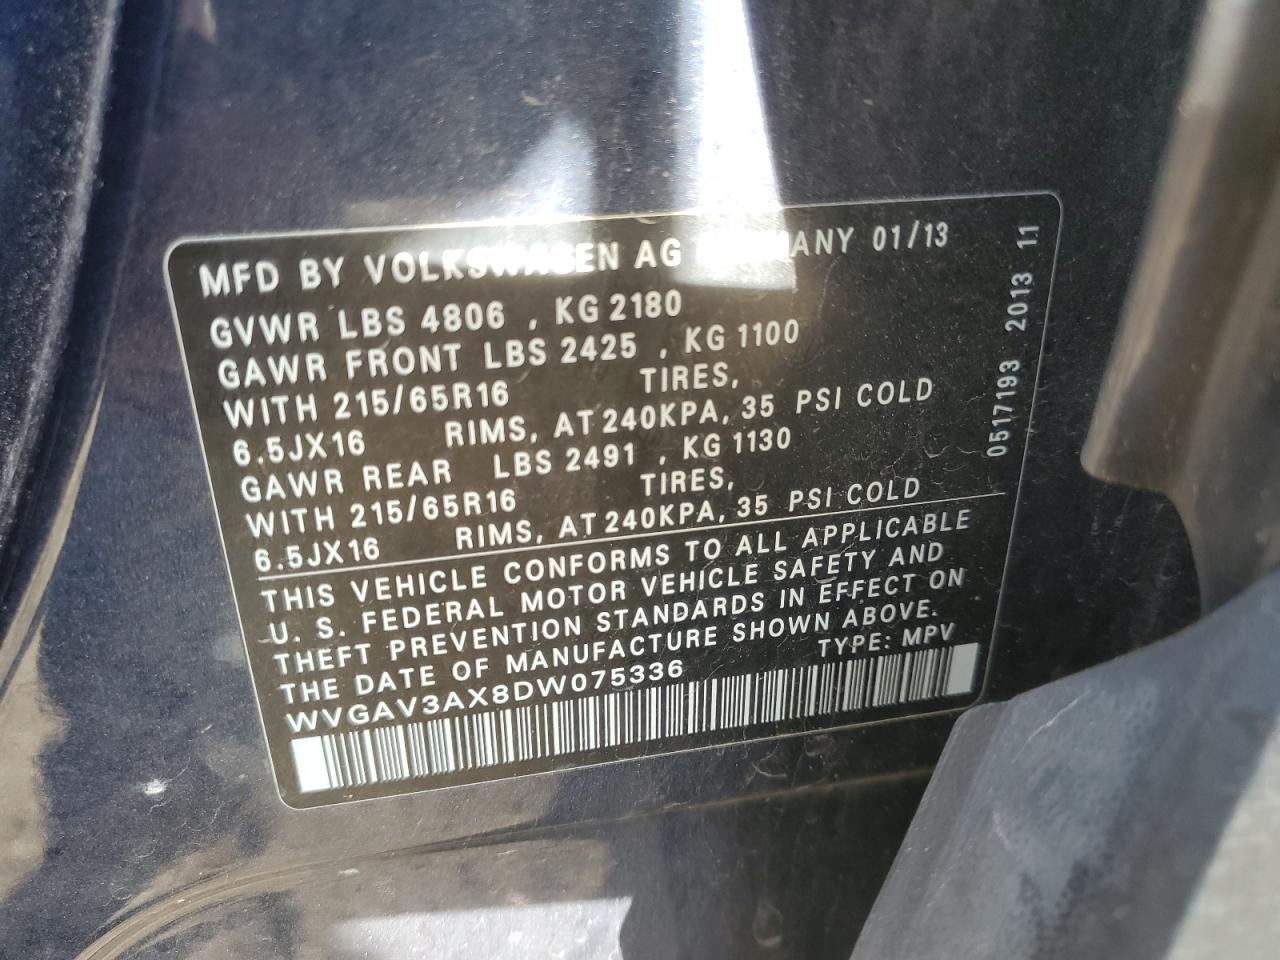 MFD BY VOLKSWAGEN AG GERMANY 01/13
GVWR LBS 4806 , KG 2180
GAWR FRONT LBS 2425 , KG 1100
WITH 215/65R16 TIRES,
6.5JX16 RIMS, AT 240KPA, 35 PSI COLD
GAWR REAR LBS 2491 , KG 1130
WITH 215/65R16 TIRES,
6.5JX16 RIMS, AT 240KPA, 35 PSI COLD
THIS VEHICLE CONFORMS TO ALL APPLICABLE
U. S. FEDERAL MOTOR VEHICLE SAFETY AND
THEFT PREVENTION STANDARDS IN EFFECT ON
THE DATE OF MANUFACTURE SHOWN ABOVE.
WVGAV3AX8DW075336 TYPE: MPV
0517193 2013 11